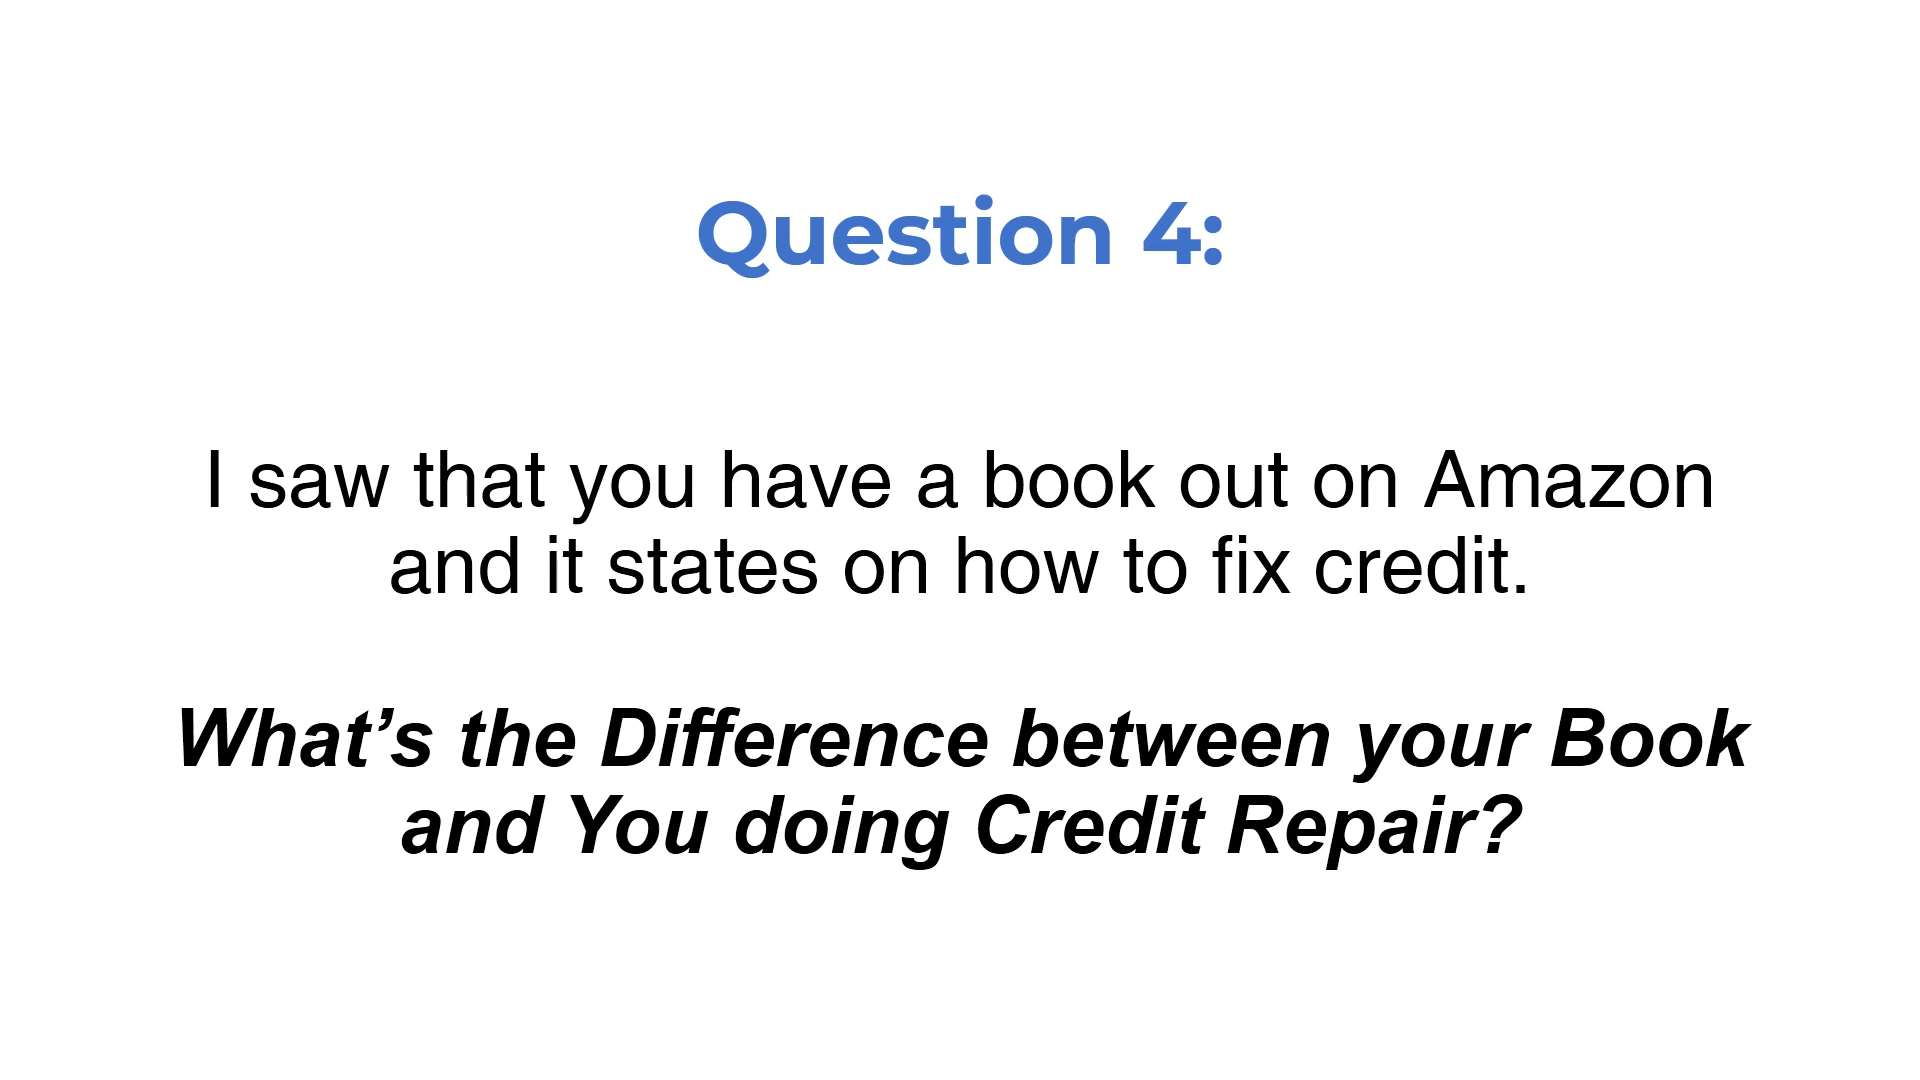 Question 4:
I saw that you have a book out on Amazon
and it states on how to fix credit.
What’s the Difference between your Book
and You doing Credit Repair?